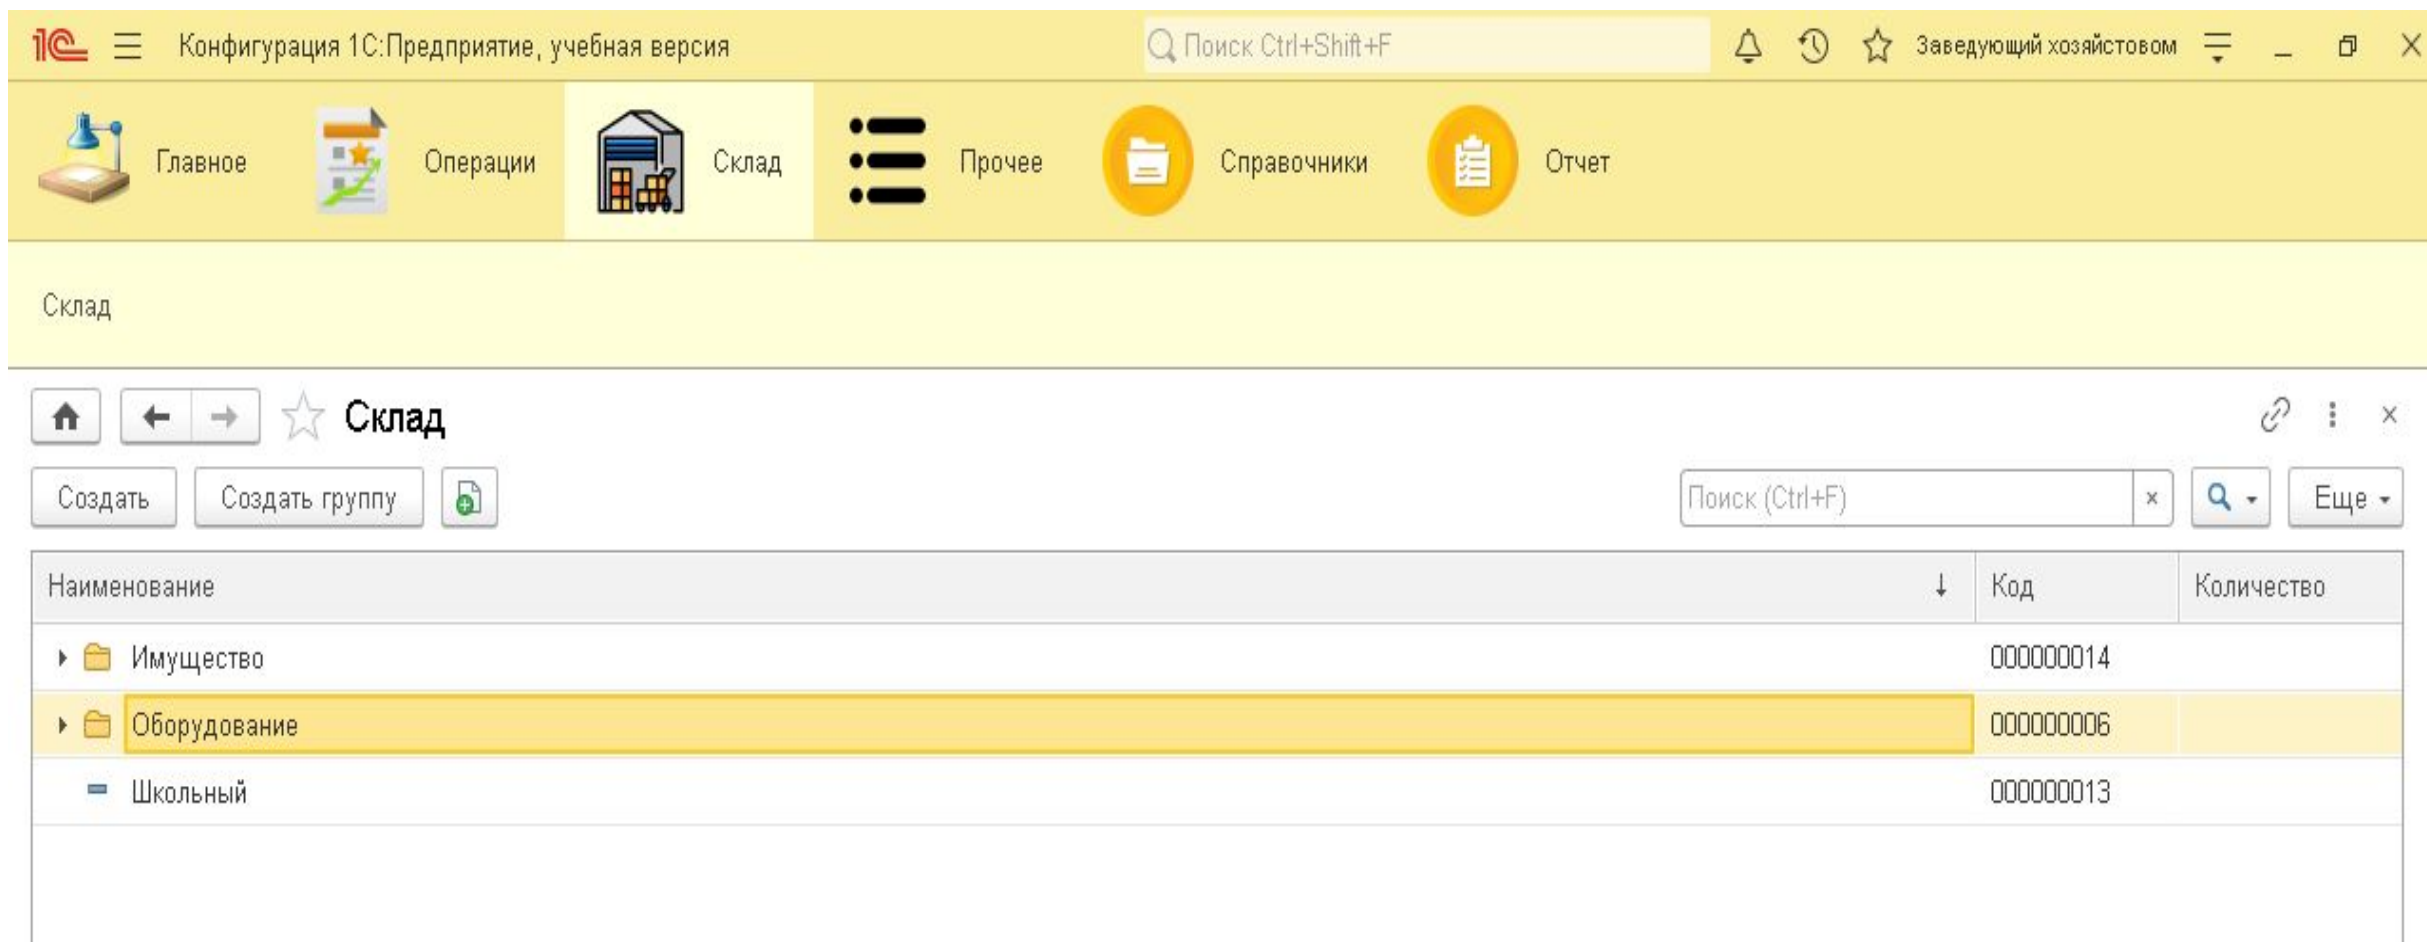 1С Конфигурация 1С:Предприятие, учебная версия Поиск Ctrl+Shift+F Заведующий хозяйстовом
Главное Операции Склад Прочее Справочники Отчет
Склад
Склад
Создать Создать группу Поиск (Ctrl+F) Еще
Наименование Код Количество
Имущество 000000014
Оборудование 000000006
Школьный 000000013